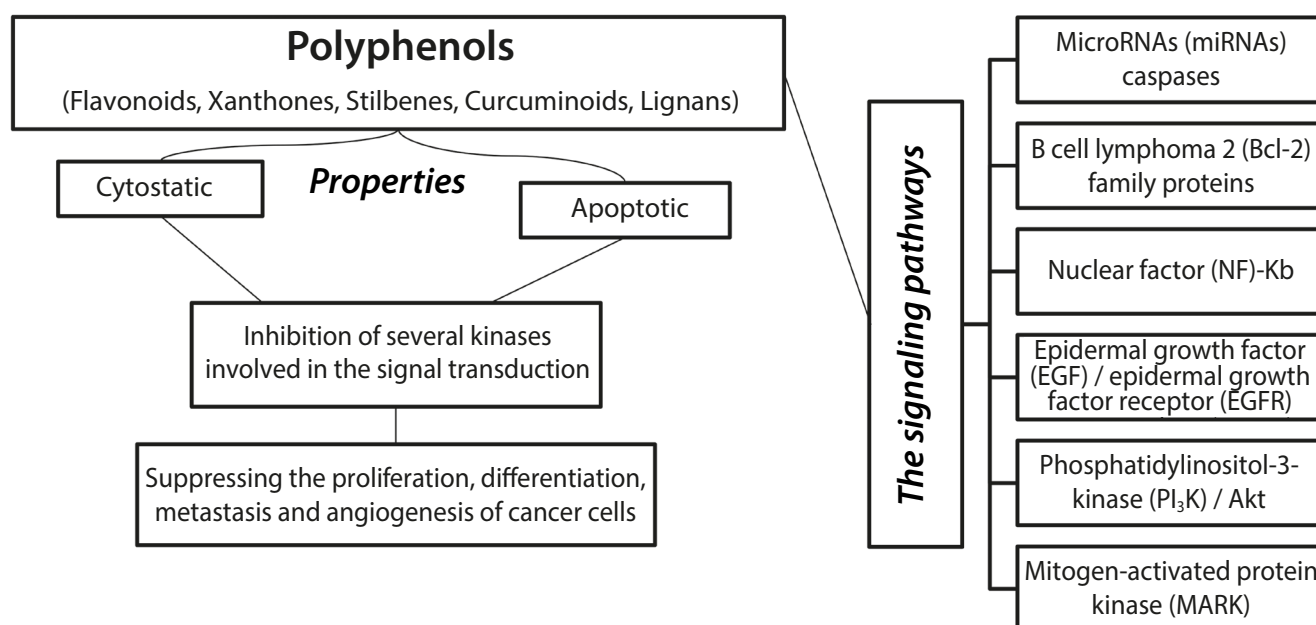 Polyphenols
(Flavonoids, Xanthones, Stilbenes, Curcuminoids, Lignans)
Cytostatic
Properties
Apoptotic
Inhibition of several kinases
involved in the signal transduction
Suppressing the proliferation, differentiation,
metastasis and angiogenesis of cancer cells
The signaling pathways
MicroRNAs (miRNAs)
caspases
B cell lymphoma 2 (Bcl-2)
family proteins
Nuclear factor (NF)-Kb
Epidermal growth factor
(EGF) / epidermal growth
factor receptor (EGFR)
Phosphatidylinositol-3-
kinase (PI₃K) / Akt
Mitogen-activated protein
kinase (MARK)